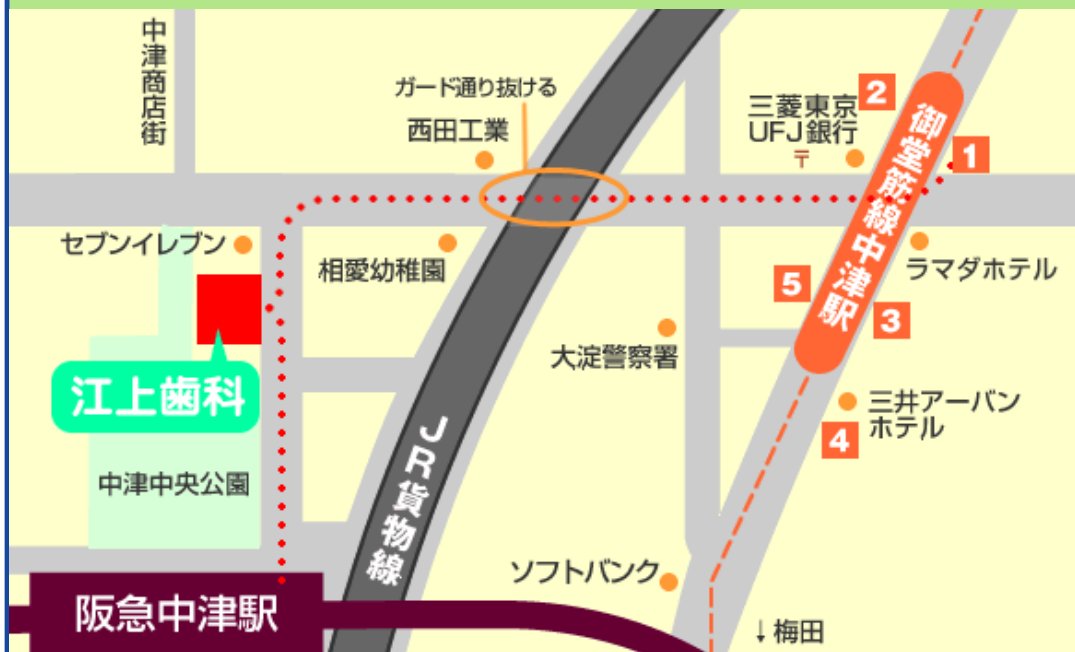 中津商店街
ガード通り抜ける
西田工業
三菱東京
UFJ銀行
〒
2
1
御堂筋線中津駅
セブンイレブン
相愛幼稚園
ラマダホテル
5
3
大淀警察署
江上歯科
三井アーバン
ホテル
4
JR貨物線
中津中央公園
ソフトバンク
阪急中津駅
↓梅田